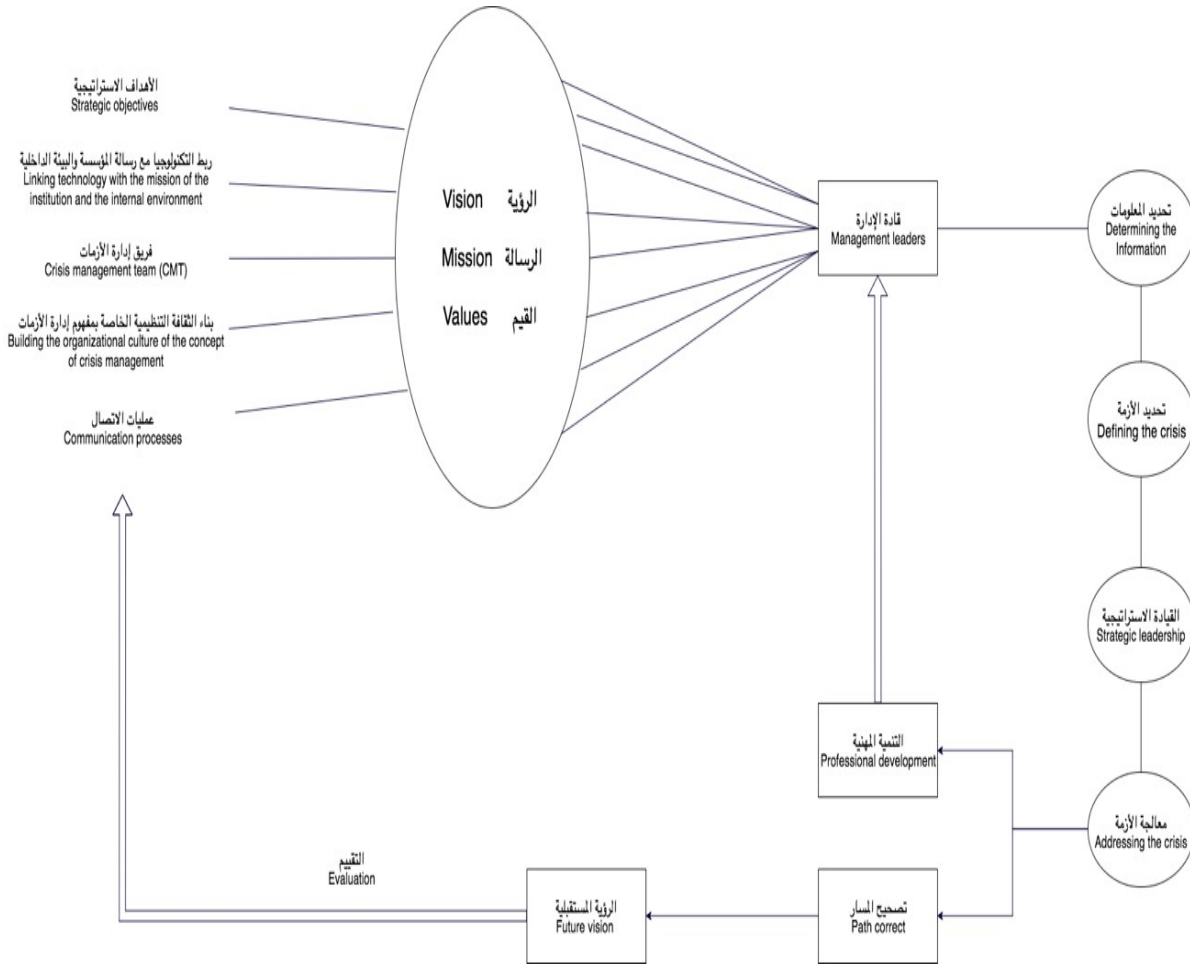 الأهداف الاستراتيجية
Strategic objectives
ربط التكنولوجيا مع رسالة المؤسسة والبيئة الداخلية
Linking technology with the mission of the
institution and the internal environment
فريق إدارة الأزمات
Crisis management team (CMT)
بناء الثقافة التنظيمية الخاصة بمفهوم إدارة الأزمات
Building the organizational culture of the concept
of crisis management
عمليات الاتصال
Communication processes
Vision الرؤية
Mission الرسالة
Values القيم
قادة الإدارة
Management leaders
تحديد المعلومات
Determining the
Information
تحديد الأزمة
Defining the crisis
القيادة الاستراتيجية
Strategic leadership
معالجة الأزمة
Addressing the crisis
التنمية المهنية
Professional development
تصحيح المسار
Path correct
الرؤية المستقبلية
Future vision
التقييم
Evaluation